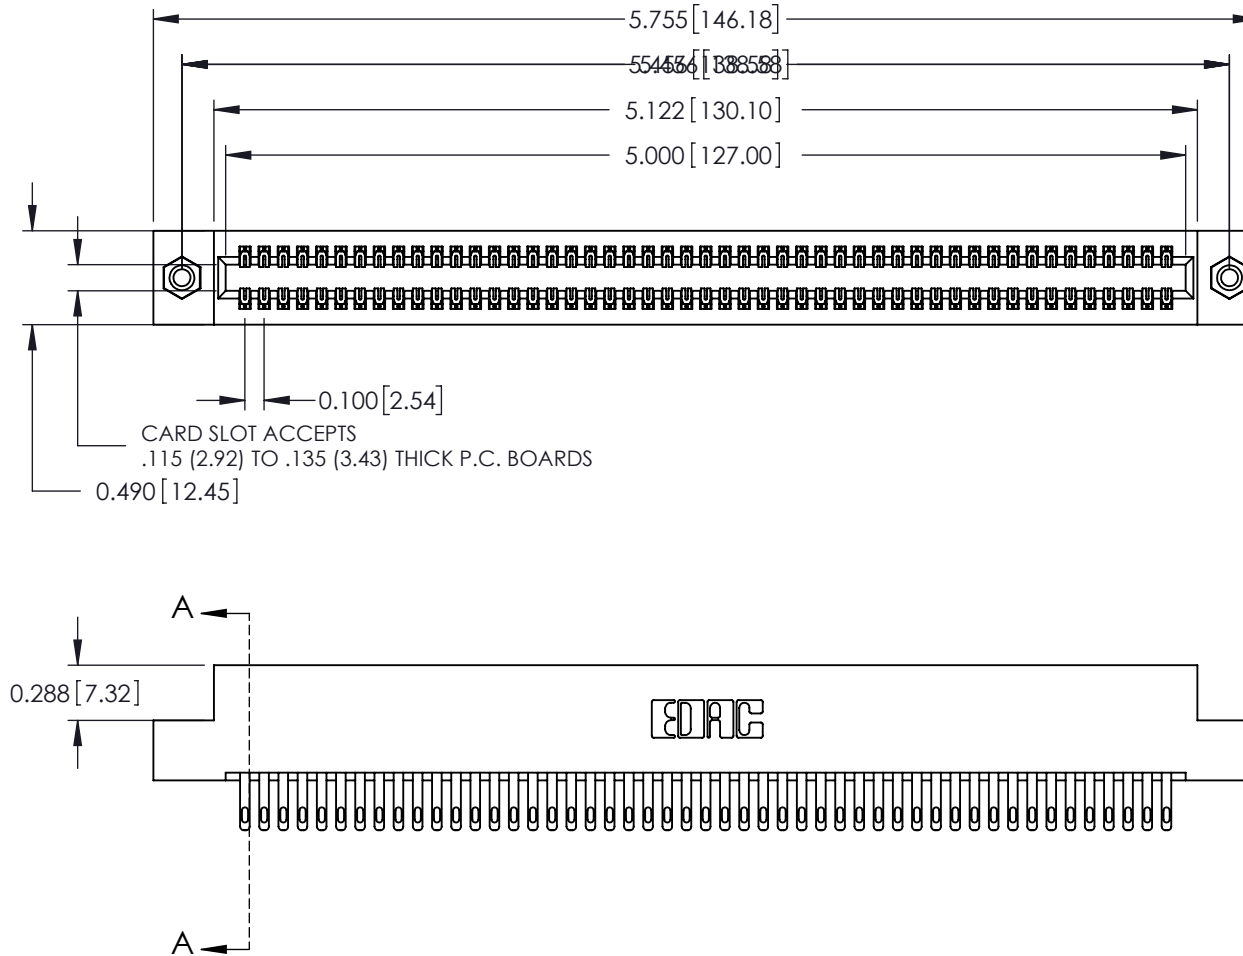 5.755[146.18]
5.122[130.10]
5.000[127.00]
0.100[2.54]
CARD SLOT ACCEPTS
.115 (2.92) TO .135 (3.43) THICK P.C. BOARDS
0.490[12.45]
A
0.288[7.32]
EDAC
A